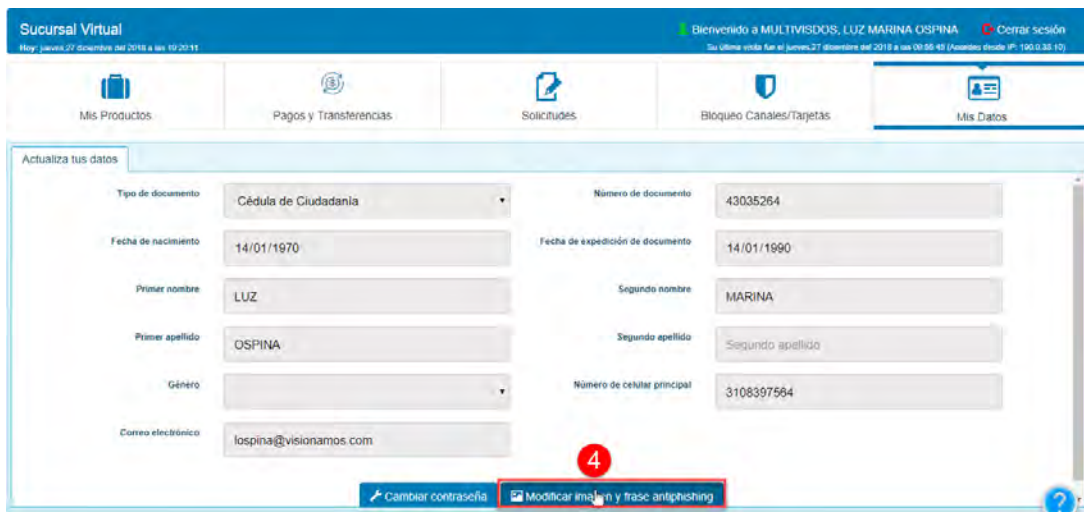 Sucursal Virtual
Bienvenido a MULTIVISDOS, LUZ MARINA OSPINA
Cerrar sesión
Hoy: jueves,27 diciembre del 2018 a las 10:20:11
Su última visita fue el jueves,27 diciembre del 2018 a las 09:56:45 (Accedes desde IP: 190.0.38.10)
Mis Productos
Pagos y Transferencias
Solicitudes
Bloqueo Canales/Tarjetas
Mis Datos
Actualiza tus datos
Tipo de documento
Cédula de Ciudadanía
Número de documento
43035264
Fecha de nacimiento
14/01/1970
Fecha de expedición de documento
14/01/1990
Primer nombre
LUZ
Segundo nombre
MARINA
Primer apellido
OSPINA
Segundo apellido
Segundo apellido
Género
Número de celular principal
3108397564
Correo electrónico
lospina@visionamos.com
4
Cambiar contraseña
Modificar imagen y frase antiphishing
?